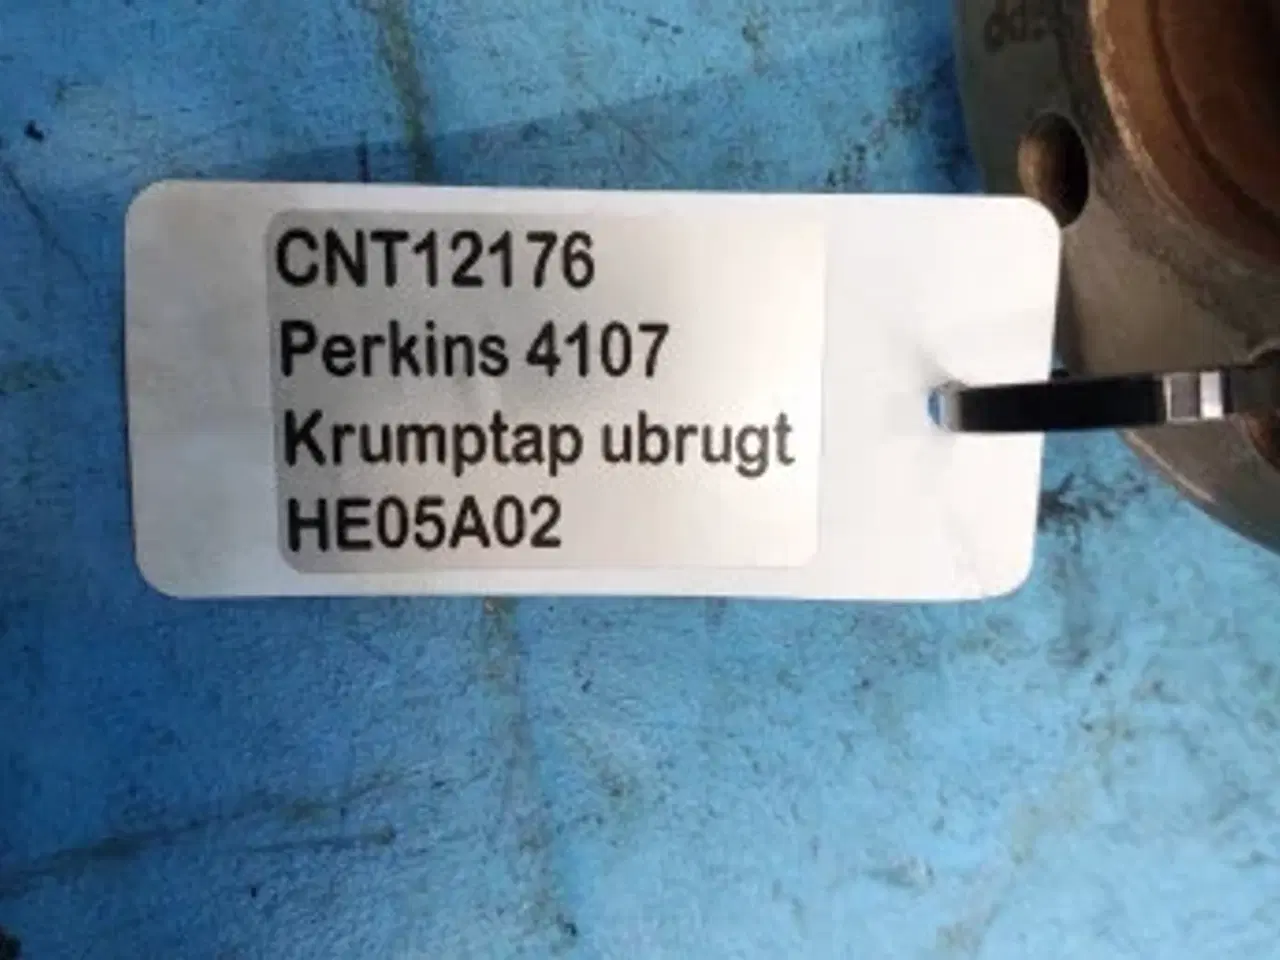 CNT12176
Perkins 4107
Krumptap ubrugt
HE05A02